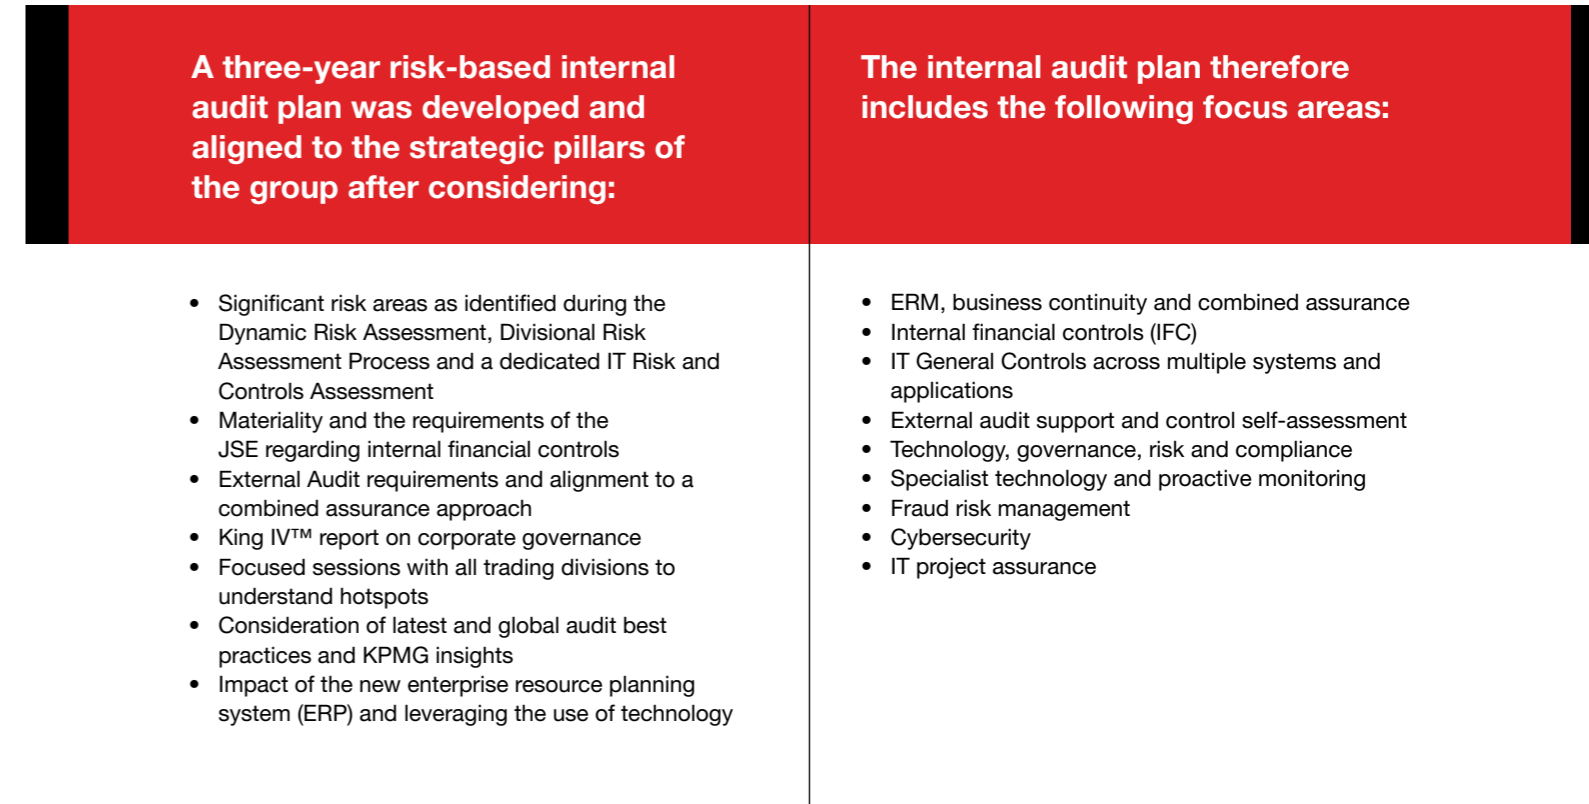 A three-year risk-based internal
audit plan was developed and
aligned to the strategic pillars of
the group after considering:
• Significant risk areas as identified during the
Dynamic Risk Assessment, Divisional Risk
Assessment Process and a dedicated IT Risk and
Controls Assessment
• Materiality and the requirements of the
JSE regarding internal financial controls
• External Audit requirements and alignment to a
combined assurance approach
• King IV™ report on corporate governance
• Focused sessions with all trading divisions to
understand hotspots
• Consideration of latest and global audit best
practices and KPMG insights
• Impact of the new enterprise resource planning
system (ERP) and leveraging the use of technology
The internal audit plan therefore
includes the following focus areas:
• ERM, business continuity and combined assurance
• Internal financial controls (IFC)
• IT General Controls across multiple systems and
applications
• External audit support and control self-assessment
• Technology, governance, risk and compliance
• Specialist technology and proactive monitoring
• Fraud risk management
• Cybersecurity
• IT project assurance